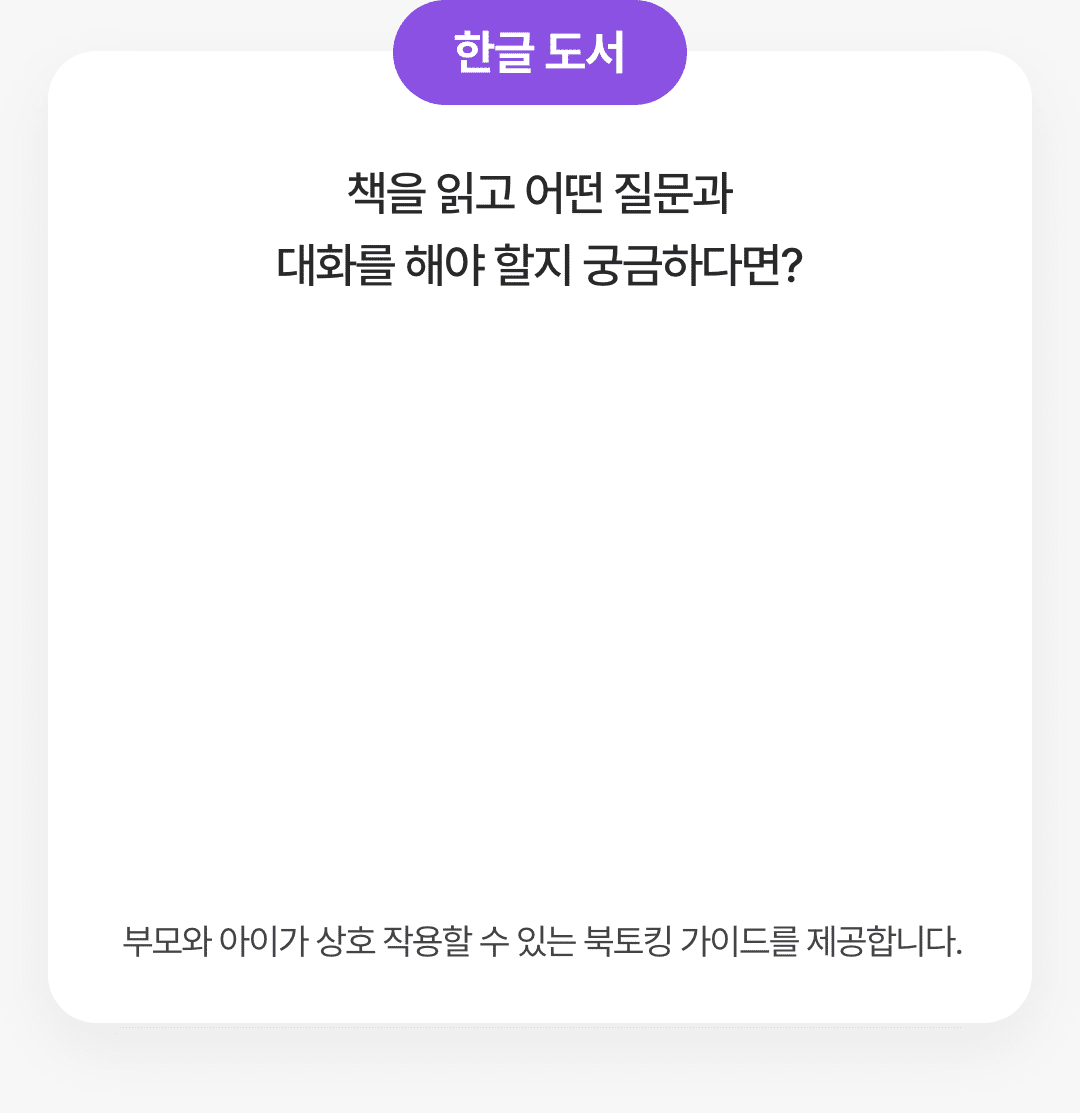 한글 도서
책을 읽고 어떤 질문과
대화를 해야 할지 궁금하다면?
부모와 아이가 상호 작용할 수 있는 북토킹 가이드를 제공합니다.